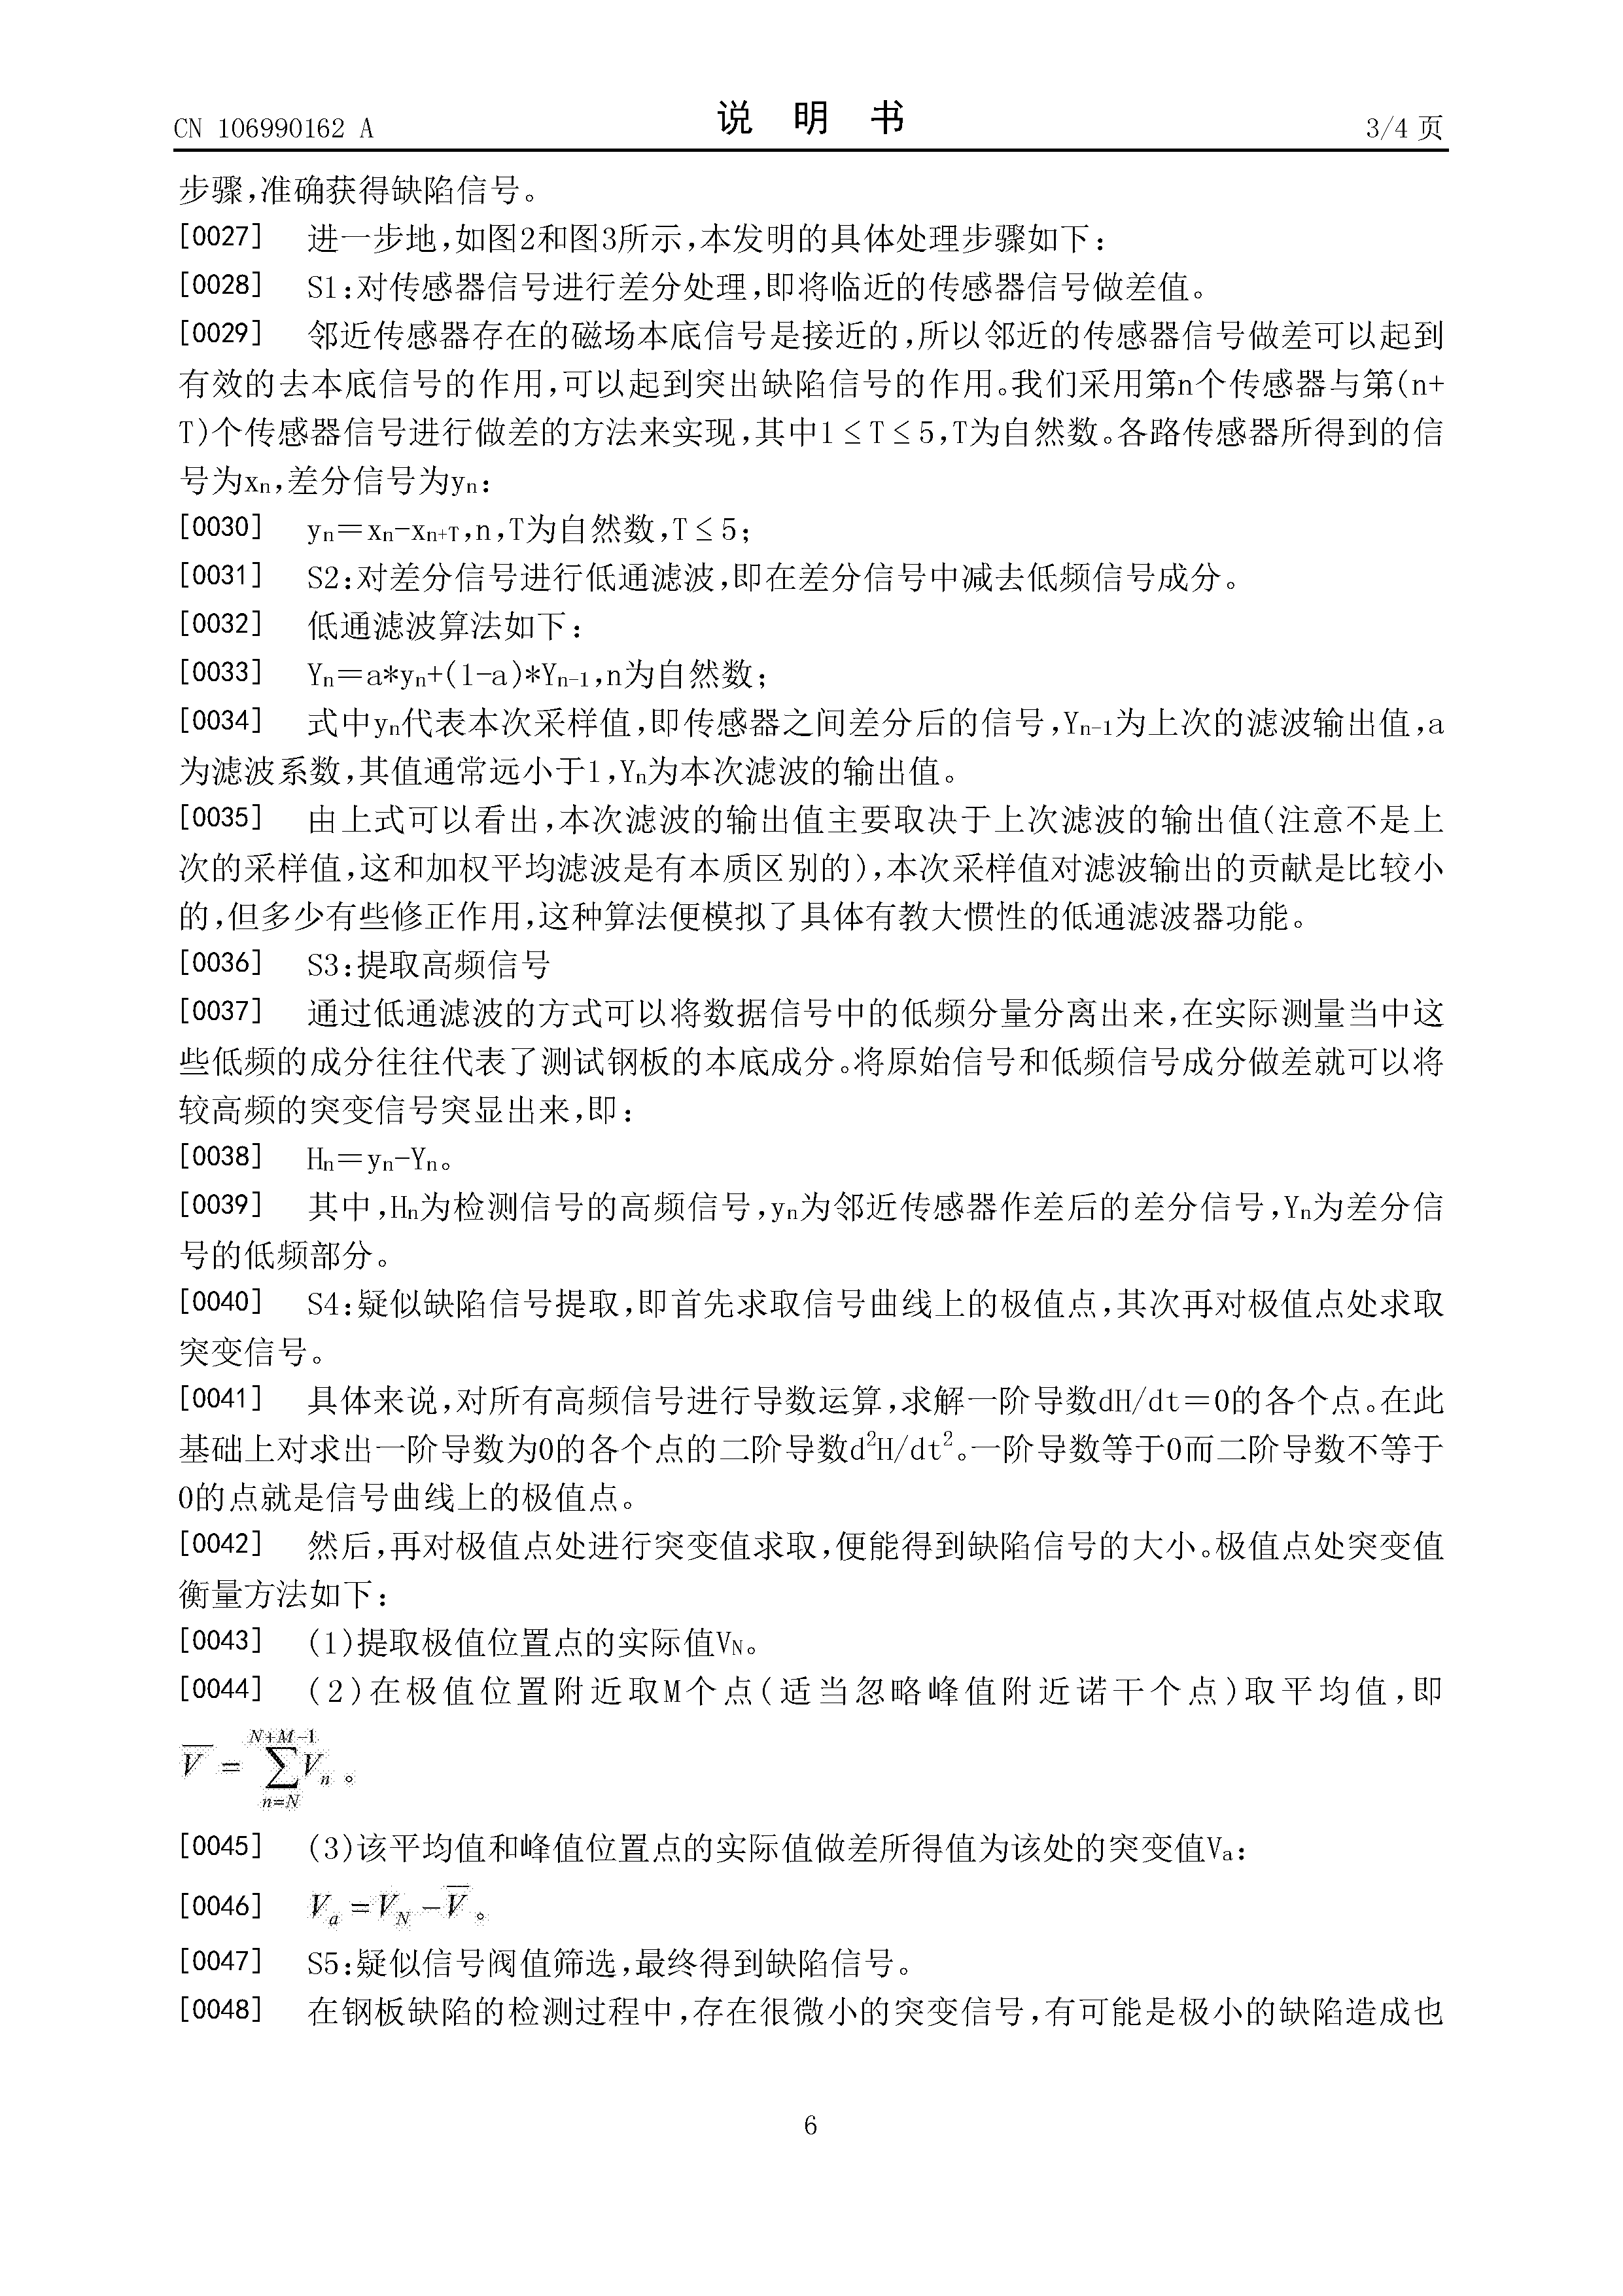 CN 106990162 A
说 明 书
3/4 页
步骤,准确获得缺陷信号。
[0027] 进一步地,如图2和图3所示,本发明的具体处理步骤如下:
[0028] S1:对传感器信号进行差分处理,即将临近的传感器信号做差值。
[0029] 邻近传感器存在的磁场本底信号是接近的,所以邻近的传感器信号做差可以起到
有效的去本底信号的作用,可以起到突出缺陷信号的作用。我们采用第n个传感器与第(n+
T)个传感器信号进行做差的方法来实现,其中1≤T≤5,T为自然数。各路传感器所得到的信
号为xn,差分信号为yn:
[0030] yn=xn-xn+T,n,T为自然数,T≤5;
[0031] S2:对差分信号进行低通滤波,即在差分信号中减去低频信号成分。
[0032] 低通滤波算法如下:
[0033] Yn=a*yn+(1-a)*Yn-1,n为自然数;
[0034] 式中yn代表本次采样值,即传感器之间差分后的信号,Yn-1为上次的滤波输出值,a
为滤波系数,其值通常远小于1,Yn为本次滤波的输出值。
[0035] 由上式可以看出,本次滤波的输出值主要取决于上次滤波的输出值(注意不是上
次的采样值,这和加权平均滤波是有本质区别的),本次采样值对滤波输出的贡献是比较小
的,但多少有些修正作用,这种算法便模拟了具体有教大惯性的低通滤波器功能。
[0036] S3:提取高频信号
[0037] 通过低通滤波的方式可以将数据信号中的低频分量分离出来,在实际测量当中这
些低频的成分往往代表了测试钢板的本底成分。将原始信号和低频信号成分做差就可以将
较高频的突变信号突显出来,即:
[0038] Hn=yn-Yn。
[0039] 其中,Hn为检测信号的高频信号,yn为邻近传感器作差后的差分信号,Yn为差分信
号的低频部分。
[0040] S4:疑似缺陷信号提取,即首先求取信号曲线上的极值点,其次再对极值点处求取
突变信号。
[0041] 具体来说,对所有高频信号进行导数运算,求解一阶导数dH/dt=0的各个点。在此
基础上对求出一阶导数为0的各个点的二阶导数d²H/dt²。一阶导数等于0而二阶导数不等于
0的点就是信号曲线上的极值点。
[0042] 然后,再对极值点处进行突变值求取,便能得到缺陷信号的大小。极值点处突变值
衡量方法如下:
[0043] (1)提取极值位置点的实际值VN。
[0044] (2)在极值位置附近取M个点(适当忽略峰值附近诺干个点)取平均值,即
V̅ = ∑_{n=N}^{N+M-1} Vn。
[0045] (3)该平均值和峰值位置点的实际值做差所得值为该处的突变值Va:
[0046] Va = VN - V̅。
[0047] S5:疑似信号阀值筛选,最终得到缺陷信号。
[0048] 在钢板缺陷的检测过程中,存在很微小的突变信号,有可能是极小的缺陷造成也
6